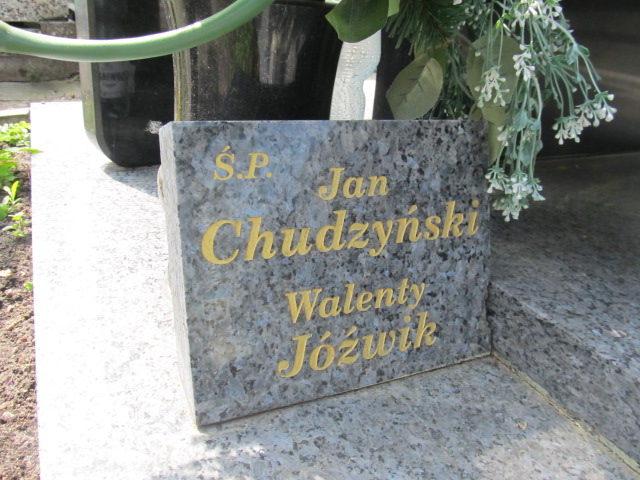 Ś.P.
Jan
Chudzyński
Walenty
Jóźwik